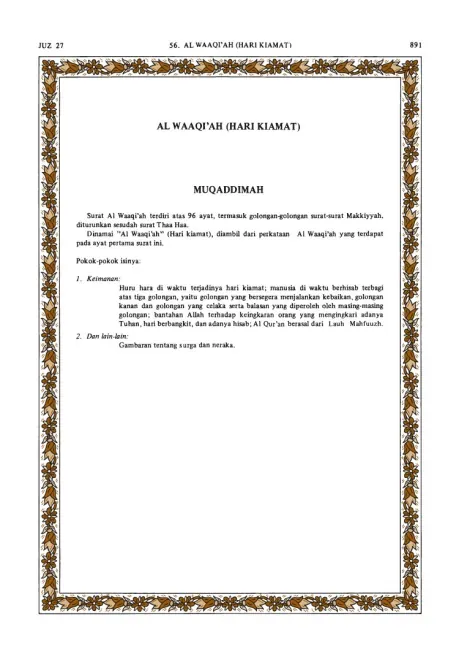 JUZ 27
56. AL WAAQI'AH (HARI KIAMAT)
891
AL WAAQI'AH (HARI KIAMAT)
MUQADDIMAH
Surat Al Waaqi'ah terdiri atas 96 ayat, termasuk golongan-golongan surat-surat Makkiyyah,
diturunkan sesudah surat Thaa Haa.
Dinamai "Al Waaqi'ah" (Hari kiamat), diambil dari perkataan Al Waaqi'ah yang terdapat
pada ayat pertama surat ini.
Pokok-pokok isinya:
1. Keimanan:
Huru hara di waktu terjadinya hari kiamat; manusia di waktu berhisab terbagi
atas tiga golongan, yaitu golongan yang bersegera menjalankan kebaikan, golongan
kanan dan golongan yang celaka serta balasan yang diperoleh oleh masing-masing
golongan; bantahan Allah terhadap keingkaran orang yang mengingkari adanya
Tuhan, hari berbangkit, dan adanya hisab; Al Qur'an berasal dari Lauh Mahfuuzh.
2. Dan lain-lain:
Gambaran tentang surga dan neraka.